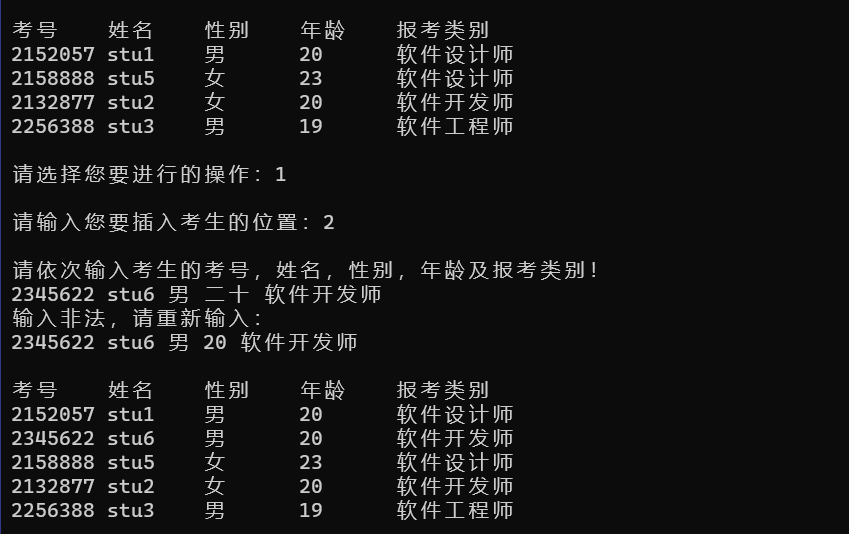 考号 姓名 性别 年龄 报考类别
2152057 stu1 男 20 软件设计师
2158888 stu5 女 23 软件设计师
2132877 stu2 女 20 软件开发师
2256388 stu3 男 19 软件工程师
请选择您要进行的操作：1
请输入您要插入考生的位置：2
请依次输入考生的考号，姓名，性别，年龄及报考类别！
2345622 stu6 男 二十 软件开发师
输入非法，请重新输入：
2345622 stu6 男 20 软件开发师
考号 姓名 性别 年龄 报考类别
2152057 stu1 男 20 软件设计师
2345622 stu6 男 20 软件开发师
2158888 stu5 女 23 软件设计师
2132877 stu2 女 20 软件开发师
2256388 stu3 男 19 软件工程师